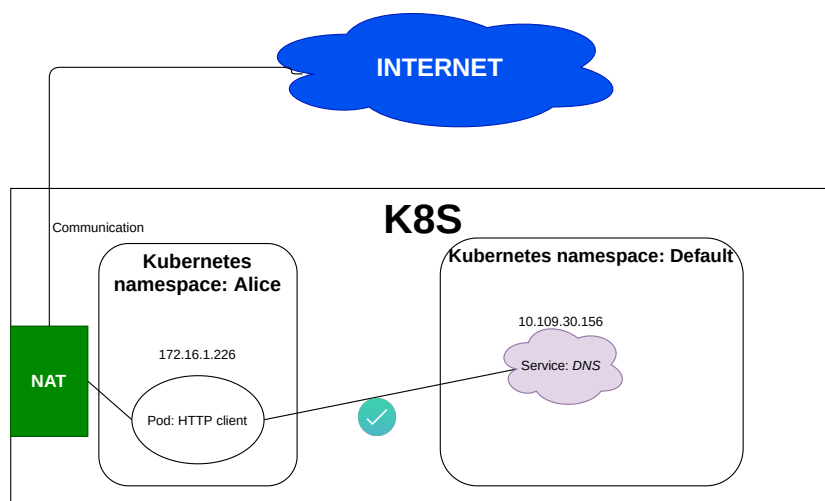 INTERNET
K8S
Communication
Kubernetes
namespace: Alice
Kubernetes namespace: Default
172.16.1.226
10.109.30.156
NAT
Pod: HTTP client
Service: DNS